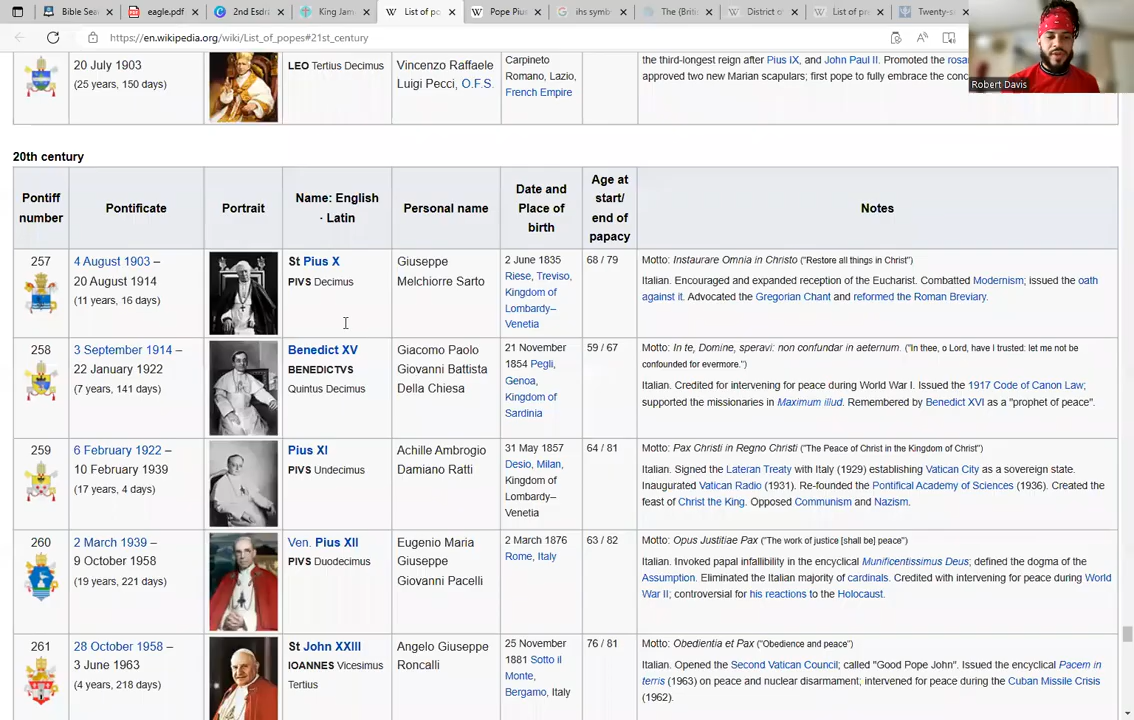 Bible Sea
eagle.pdf
2nd Esdr
King Jam
List of po
Pope Piu
ihs symb
The (Brit
District o
List of pr
Twenty-s
https://en.wikipedia.org/wiki/List_of_popes#21st_century
Robert Davis
20 July 1903
(25 years, 150 days)
LEO Tertius Decimus
Vincenzo Raffaele
Luigi Pecci, O.F.S.
Carpineto
Romano, Lazio,
French Empire
the third-longest reign after Pius IX, and John Paul II. Promoted the rosa
approved two new Marian scapulars; first pope to fully embrace the conc
20th century
Pontiff
number
Pontificate
Portrait
Name: English
· Latin
Personal name
Date and
Place of
birth
Age at
start/
end of
papacy
Notes
257
4 August 1903 –
20 August 1914
(11 years, 16 days)
St Pius X
PIVS Decimus
Giuseppe
Melchiorre Sarto
2 June 1835
Riese, Treviso,
Kingdom of
Lombardy–
Venetia
68 / 79
Motto: Instaurare Omnia in Christo ("Restore all things in Christ")
Italian. Encouraged and expanded reception of the Eucharist. Combatted Modernism; issued the oath
against it. Advocated the Gregorian Chant and reformed the Roman Breviary.
258
3 September 1914 –
22 January 1922
(7 years, 141 days)
Benedict XV
BENEDICTVS
Quintus Decimus
Giacomo Paolo
Giovanni Battista
Della Chiesa
21 November
1854 Pegli,
Genoa,
Kingdom of
Sardinia
59 / 67
Motto: In te, Domine, speravi: non confundar in aeternum. ("In thee, o Lord, have I trusted: let me not be
confounded for evermore.")
Italian. Credited for intervening for peace during World War I. Issued the 1917 Code of Canon Law;
supported the missionaries in Maximum illud. Remembered by Benedict XVI as a "prophet of peace".
259
6 February 1922 –
10 February 1939
(17 years, 4 days)
Pius XI
PIVS Undecimus
Achille Ambrogio
Damiano Ratti
31 May 1857
Desio, Milan,
Kingdom of
Lombardy–
Venetia
64 / 81
Motto: Pax Christi in Regno Christi ("The Peace of Christ in the Kingdom of Christ")
Italian. Signed the Lateran Treaty with Italy (1929) establishing Vatican City as a sovereign state.
Inaugurated Vatican Radio (1931). Re-founded the Pontifical Academy of Sciences (1936). Created the
feast of Christ the King. Opposed Communism and Nazism.
260
2 March 1939 –
9 October 1958
(19 years, 221 days)
Ven. Pius XII
PIVS Duodecimus
Eugenio Maria
Giuseppe
Giovanni Pacelli
2 March 1876
Rome, Italy
63 / 82
Motto: Opus Justitiae Pax ("The work of justice [shall be] peace")
Italian. Invoked papal infallibility in the encyclical Munificentissimus Deus; defined the dogma of the
Assumption. Eliminated the Italian majority of cardinals. Credited with intervening for peace during World
War II; controversial for his reactions to the Holocaust.
261
28 October 1958 –
3 June 1963
(4 years, 218 days)
St John XXIII
IOANNES Vicesimus
Tertius
Angelo Giuseppe
Roncalli
25 November
1881 Sotto il
Monte,
Bergamo, Italy
76 / 81
Motto: Obedientia et Pax ("Obedience and peace")
Italian. Opened the Second Vatican Council; called "Good Pope John". Issued the encyclical Pacem in
terris (1963) on peace and nuclear disarmament; intervened for peace during the Cuban Missile Crisis
(1962).